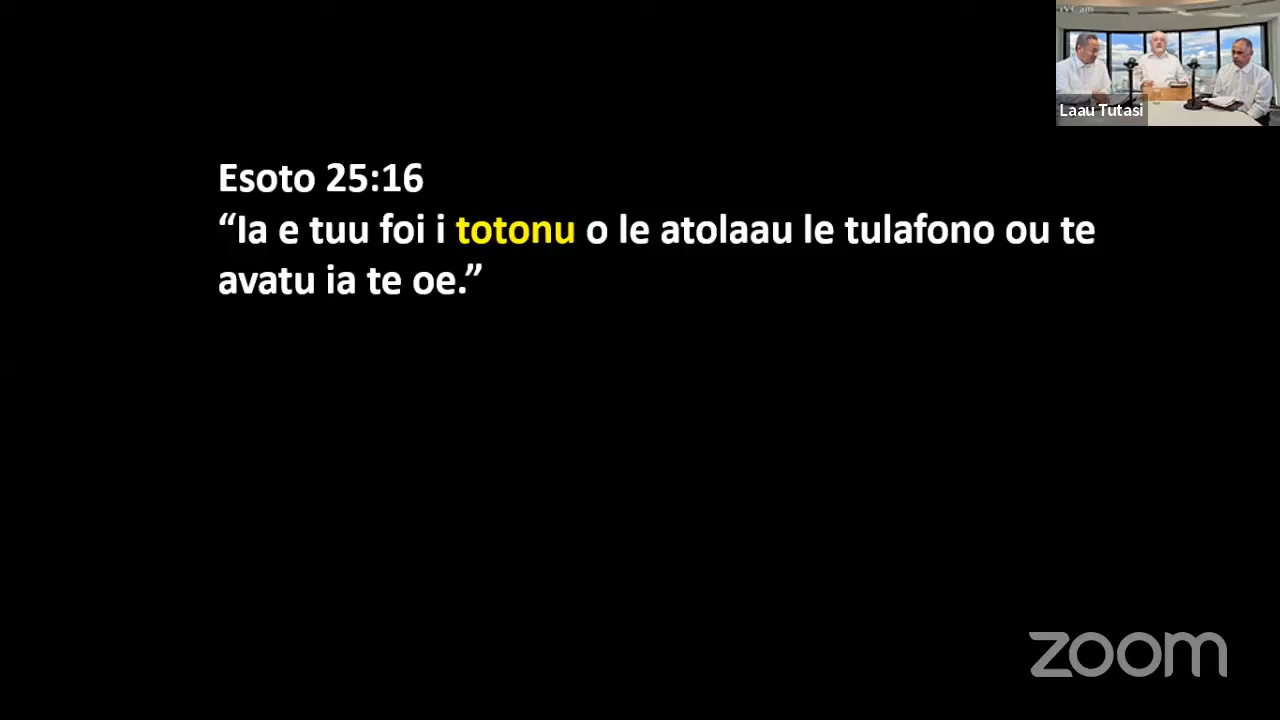 Laau Tutasi
Esoto 25:16
“Ia e tuu foi i totonu o le atolaau le tulafono ou te
avatu ia te oe.”
zoom